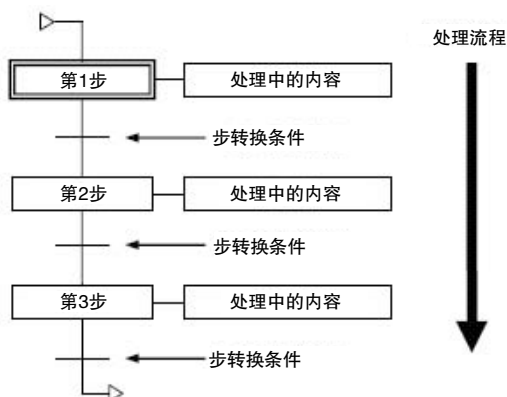 处理流程
第1步
处理中的内容
步转换条件
第2步
处理中的内容
步转换条件
第3步
处理中的内容
步转换条件